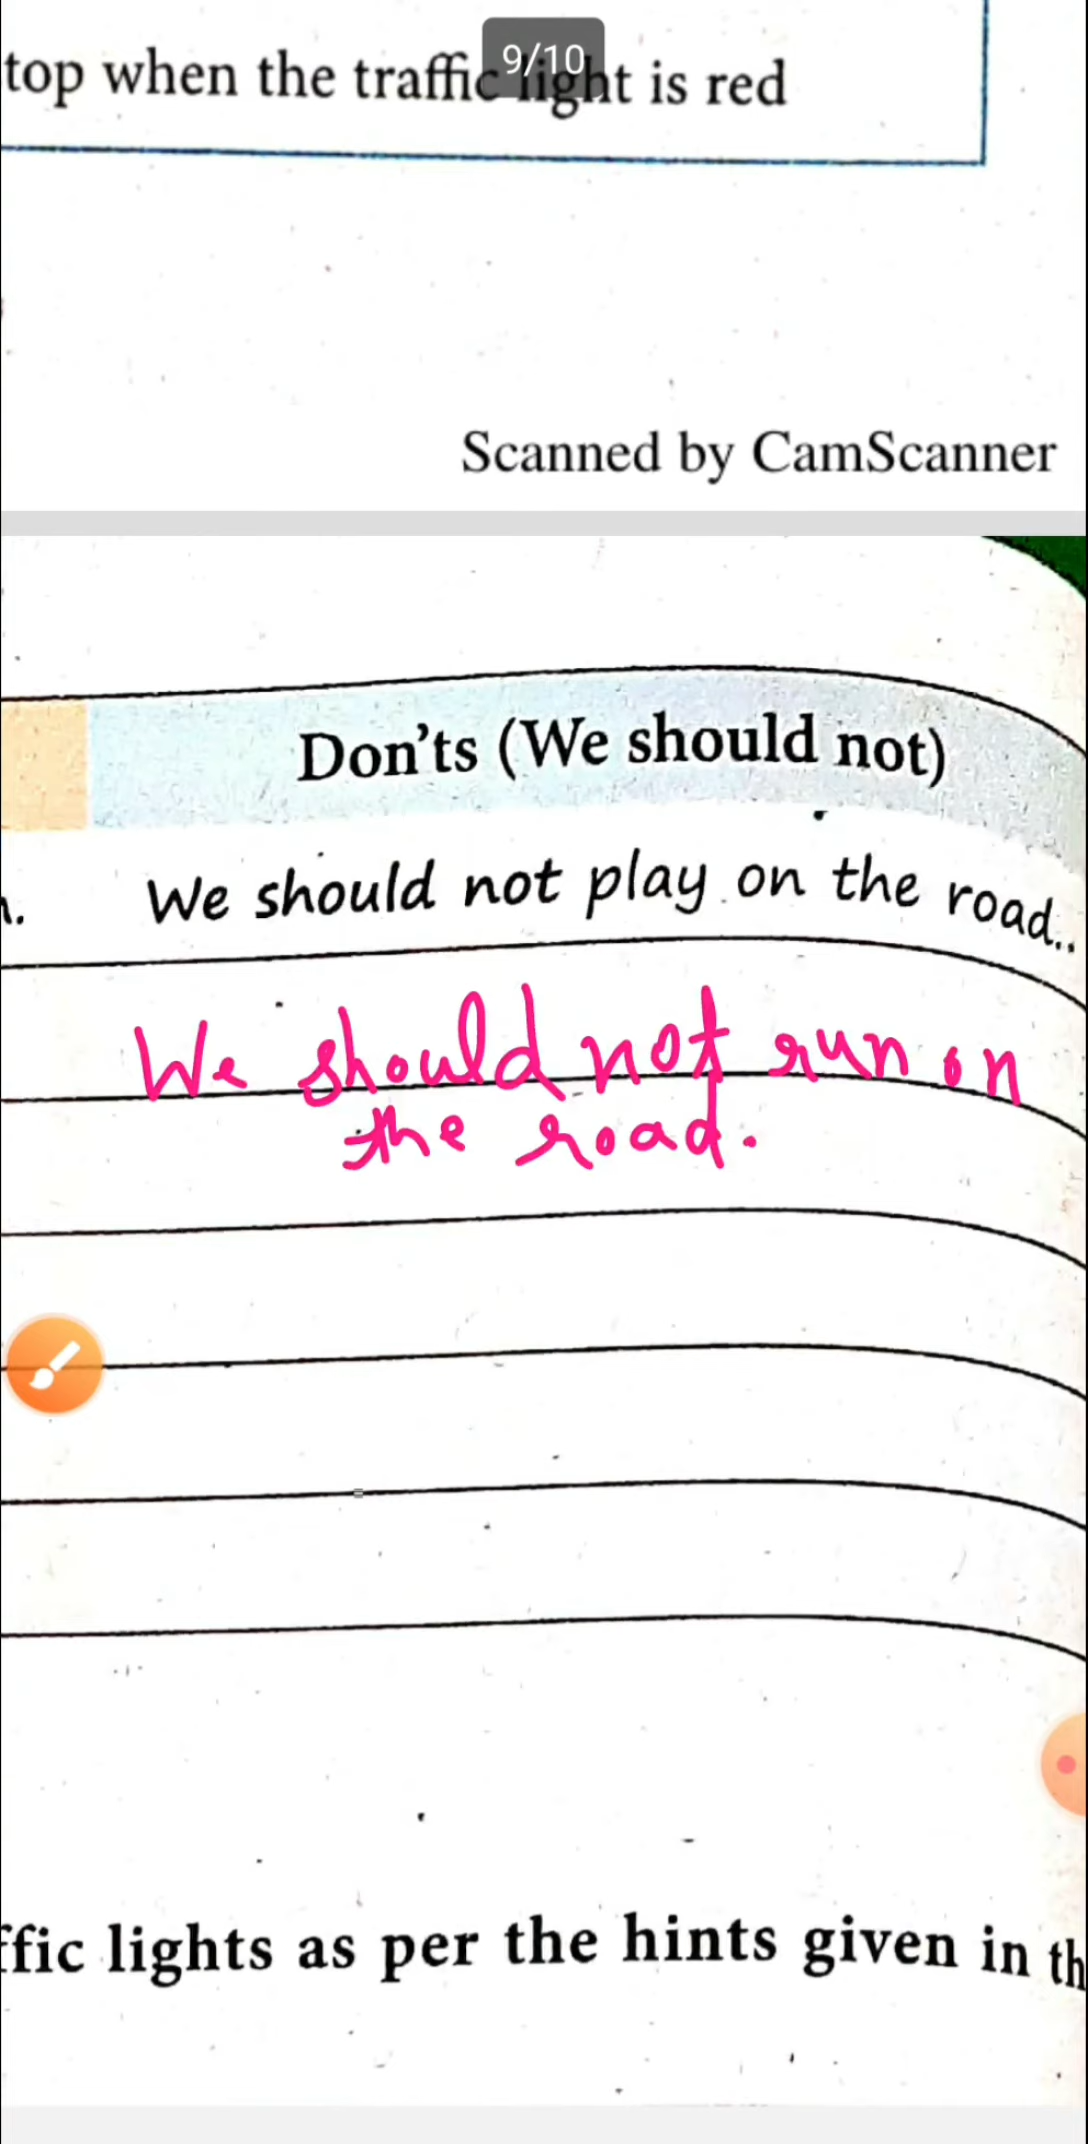 top when the traffic light is red
9/10
Scanned by CamScanner
Don'ts (We should not)
We should not play on the road..
We should not run on
the road.
ffic lights as per the hints given in th